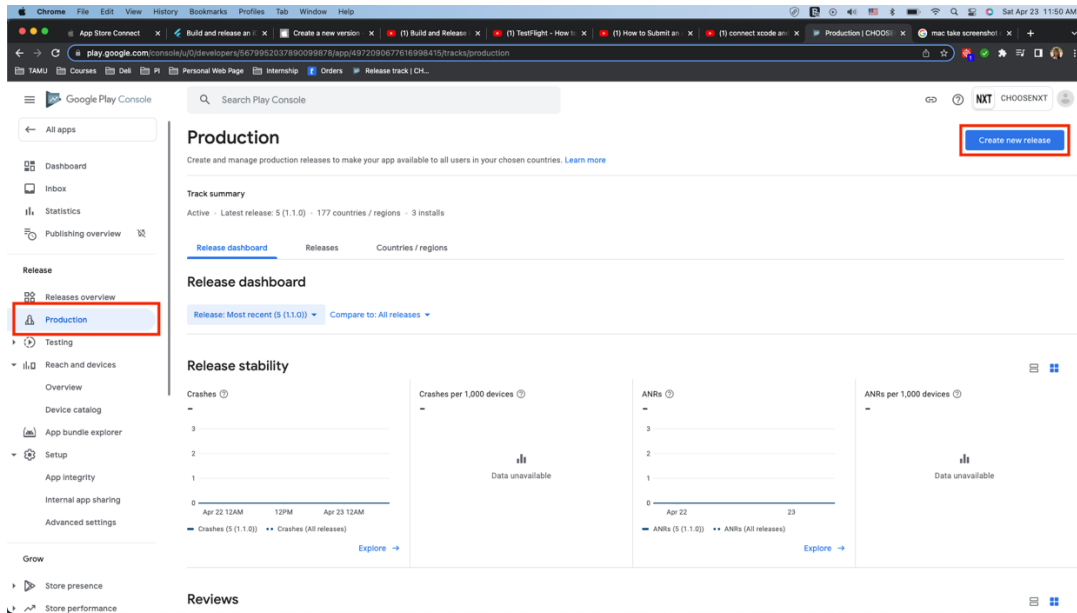 Chrome File Edit View History Bookmarks Profiles Tab Window Help Sat Apr 23 11:50 AM
App Store Connect Build and release an Create a new version (1) Build and Release (1) TestFlight - How to (1) How to Submit an (1) connect xcode an Production | CHOOSE mac take screenshot
play.google.com/console/u/0/developers/5679952037890099878/app/4972090677616998415/tracks/production
TAMU Courses Deli PI Personal Web Page Internship Orders Release track | CH...
Google Play Console
Search Play Console
NXT CHOOSENXT
All apps
Production
Create new release
Create and manage production releases to make your app available to all users in your chosen countries. Learn more
Dashboard
Inbox
Statistics
Publishing overview
Track summary
Active · Latest release: 5 (1.1.0) · 177 countries / regions · 3 installs
Release dashboard Releases Countries / regions
Release
Releases overview
Production
Testing
Reach and devices
Overview
Device catalog
App bundle explorer
Setup
App integrity
Internal app sharing
Advanced settings
Grow
Store presence
Store performance
Release dashboard
Release: Most recent (5 (1.1.0)) Compare to: All releases
Release stability
Crashes
-
3
2
1
0
Apr 22 12AM 12PM Apr 23 12AM
Crashes (5 (1.1.0)) Crashes (All releases)
Explore →
Crashes per 1,000 devices
-
Data unavailable
ANRs
-
3
2
1
0
Apr 22 23
ANRs (5 (1.1.0)) ANRs (All releases)
Explore →
ANRs per 1,000 devices
-
Data unavailable
Reviews